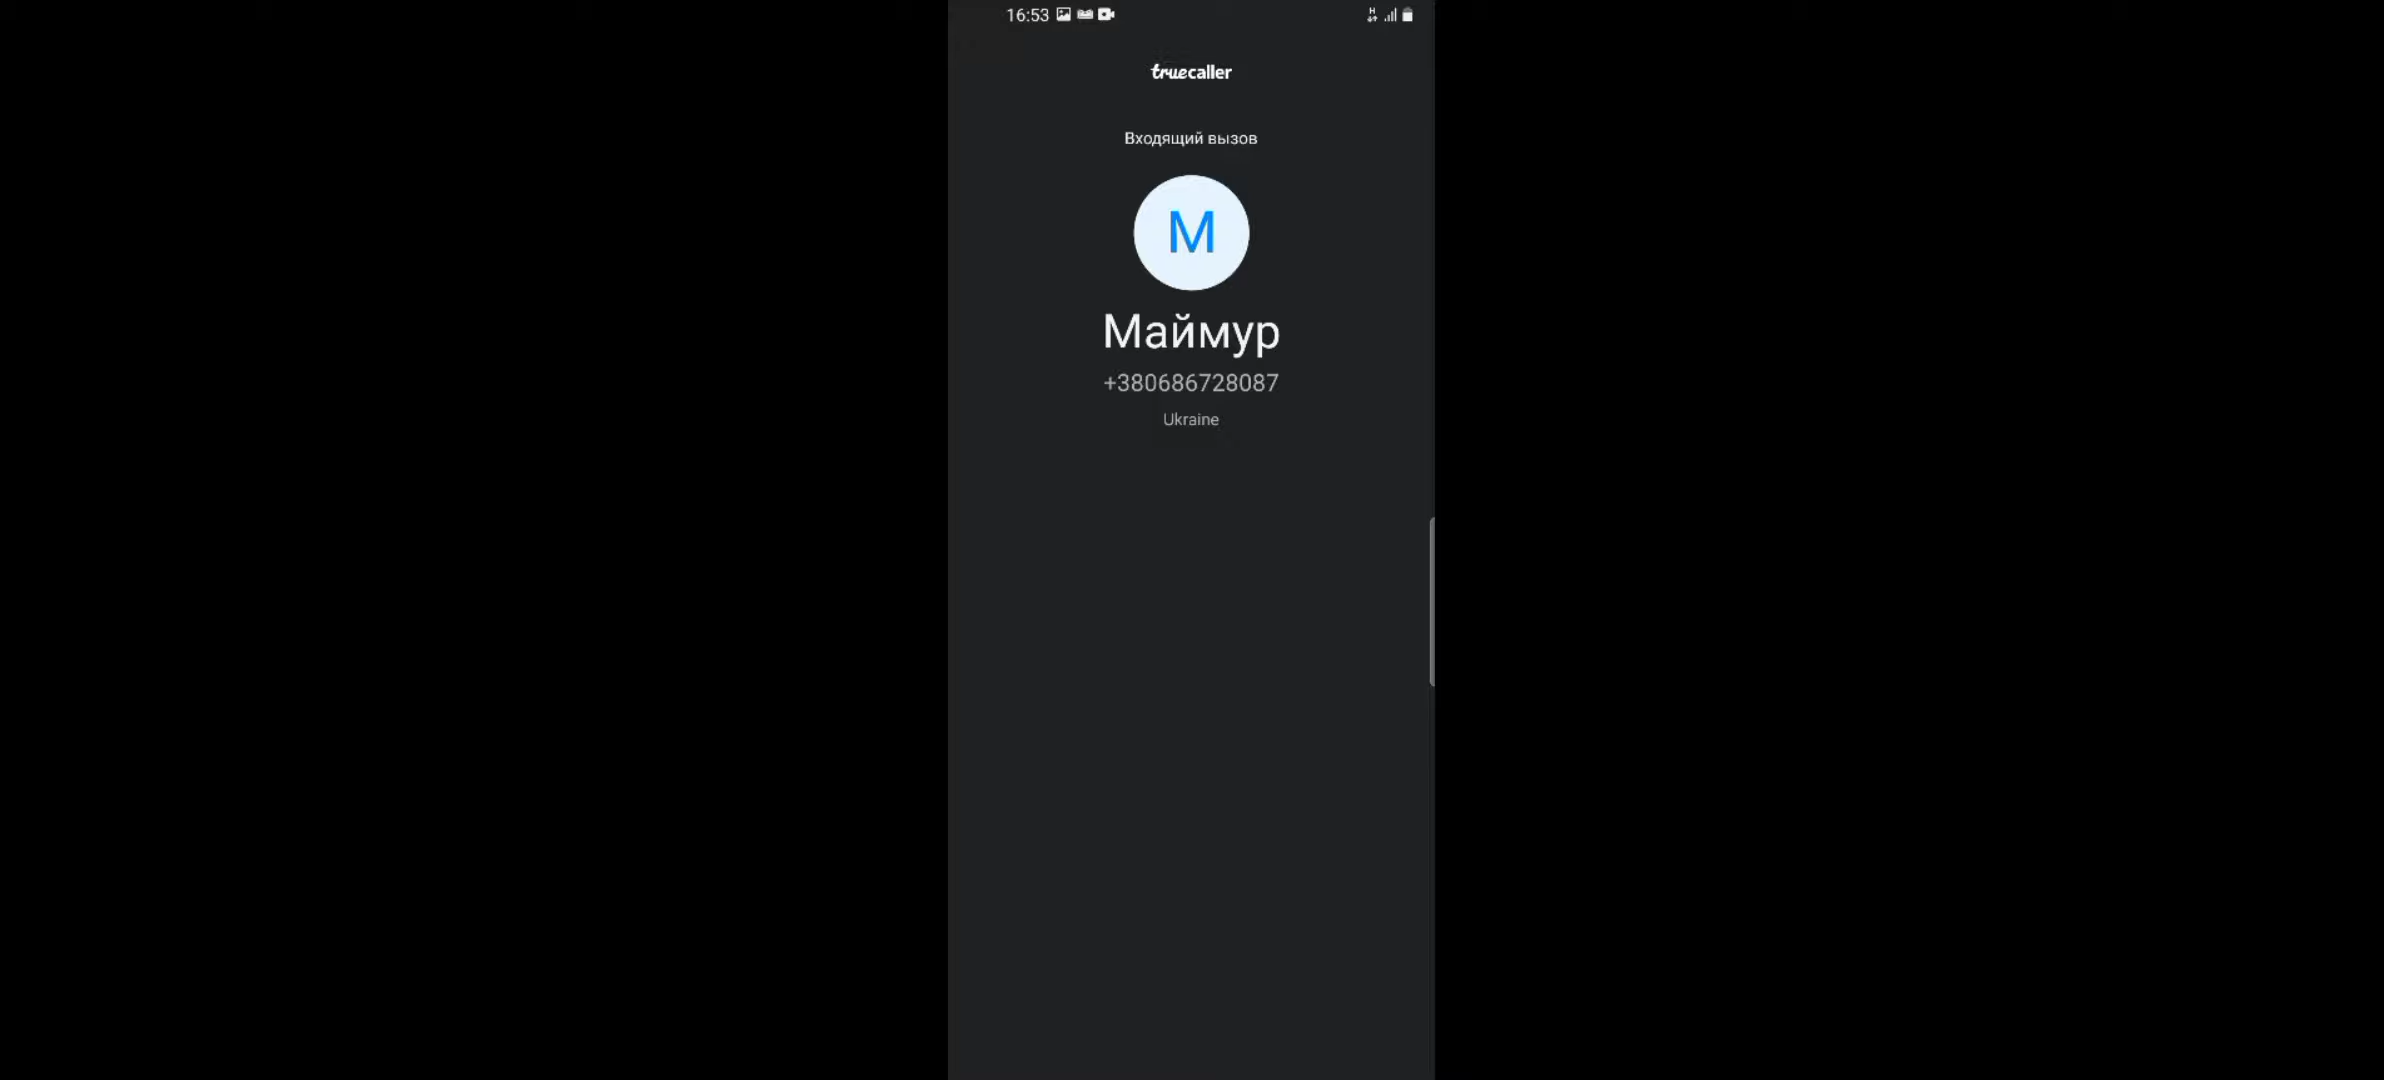 16:53
H
truecaller
Входящий вызов
М
Маймур
+380686728087
Ukraine